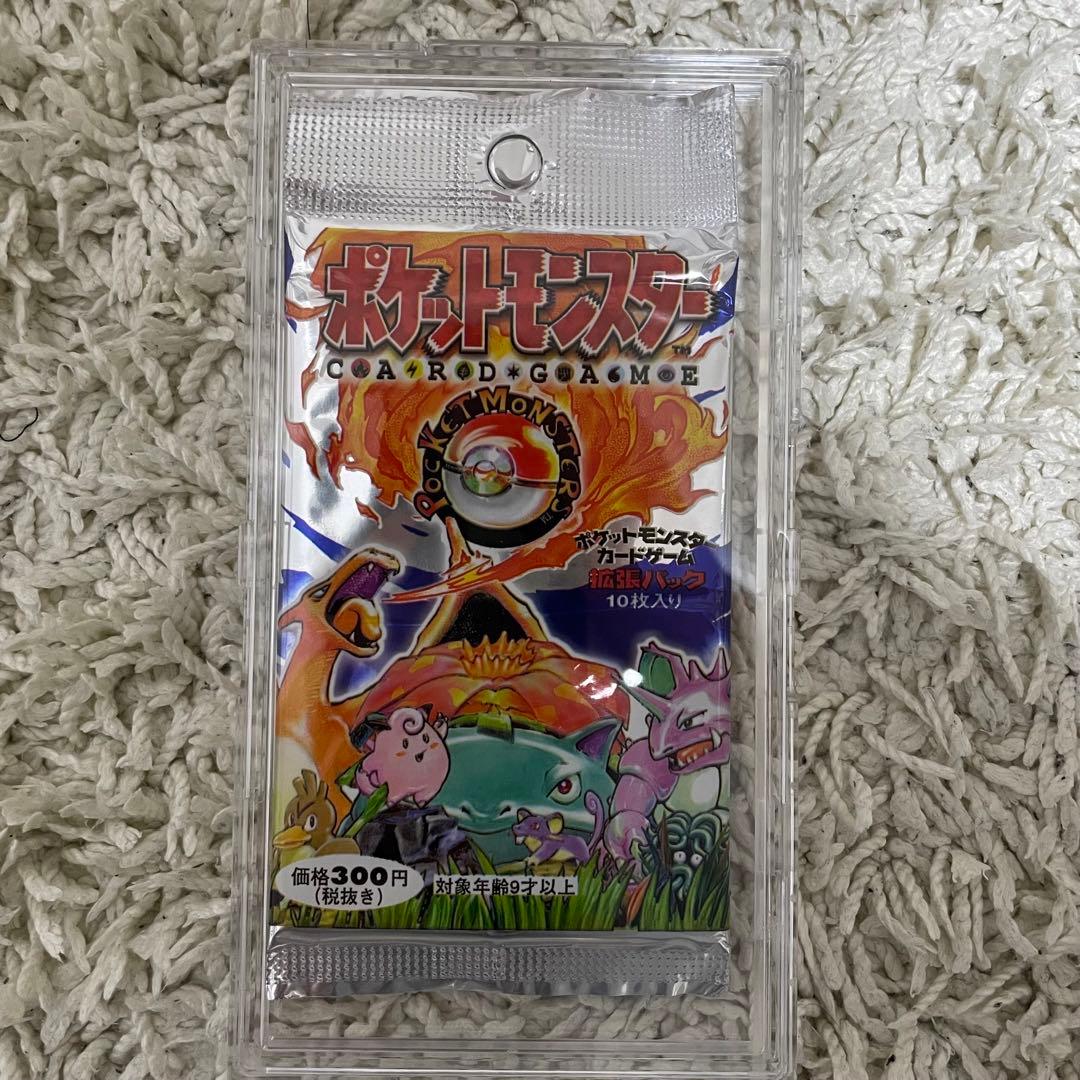 ポケットモンスター
TM
CARD GAME
POCKET MONSTERS
TM
ポケットモンスター
カードゲーム
拡張パック
10枚入り
価格300円
(税抜き)
対象年齢9才以上